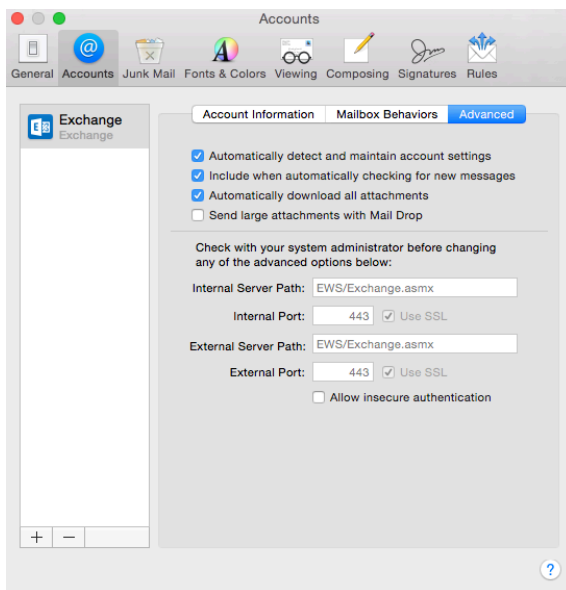 Accounts
General Accounts Junk Mail Fonts & Colors Viewing Composing Signatures Rules
Exchange
Exchange
Account Information Mailbox Behaviors Advanced
Automatically detect and maintain account settings
Include when automatically checking for new messages
Automatically download all attachments
Send large attachments with Mail Drop
Check with your system administrator before changing
any of the advanced options below:
Internal Server Path: EWS/Exchange.asmx
Internal Port: 443 Use SSL
External Server Path: EWS/Exchange.asmx
External Port: 443 Use SSL
Allow insecure authentication
+ −
?